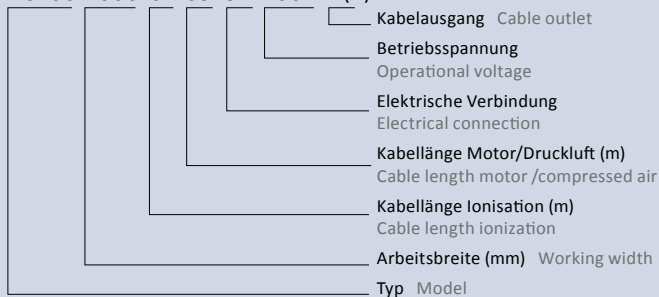 Kabelausgang Cable outlet
Betriebsspannung
Operational voltage
Elektrische Verbindung
Electrical connection
Kabellänge Motor/Druckluft (m)
Cable length motor /compressed air
Kabellänge Ionisation (m)
Cable length ionization
Arbeitsbreite (mm) Working width
Typ Model